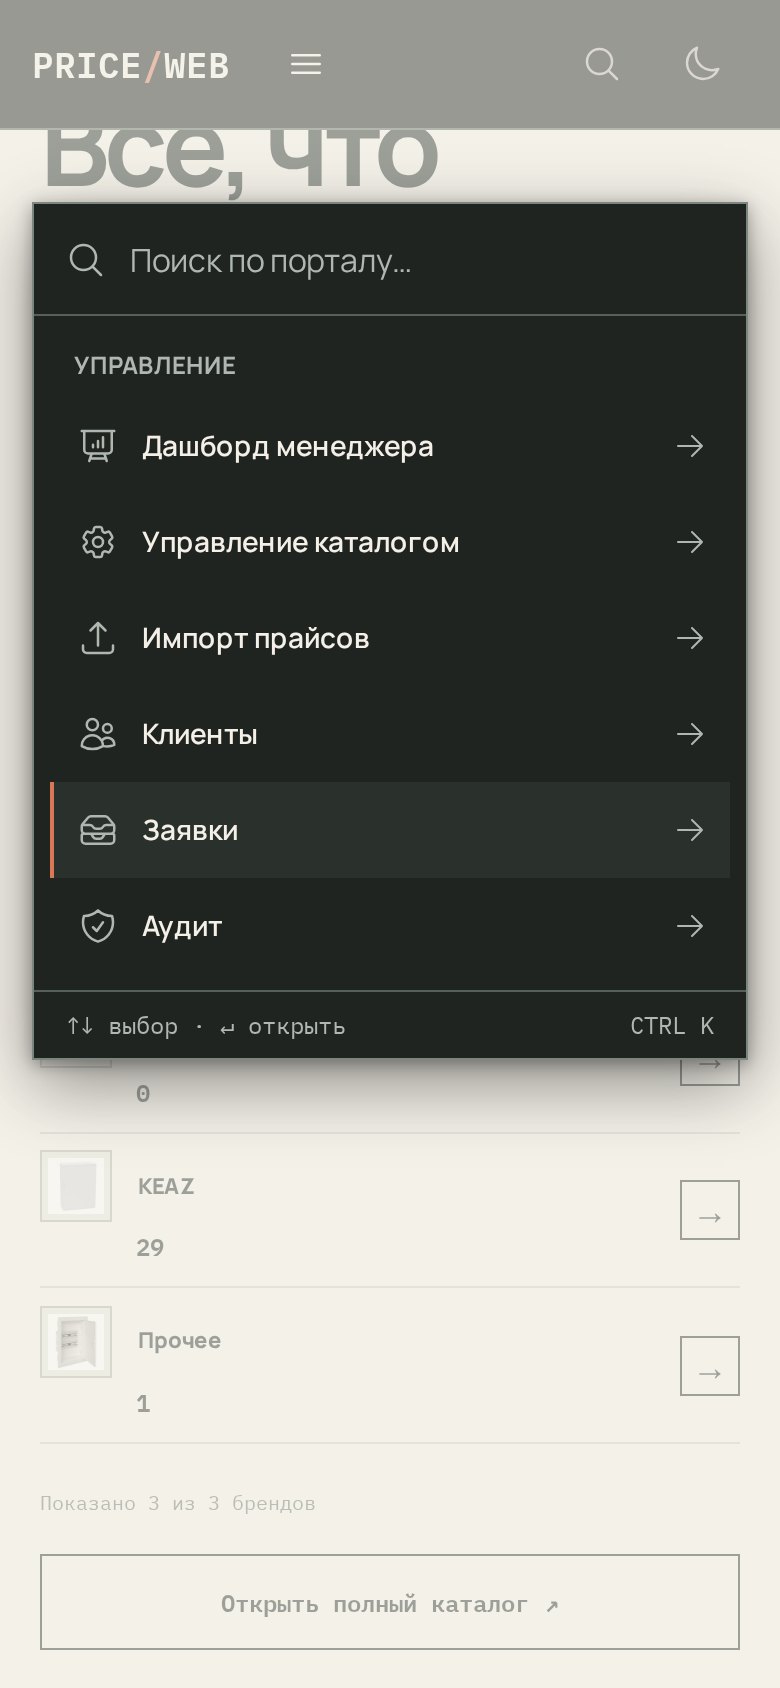 PRICE/WEB
Все, что
Поиск по порталу...
УПРАВЛЕНИЕ
Дашборд менеджера →
Управление каталогом →
Импорт прайсов →
Клиенты →
Заявки →
Аудит →
↑↓ выбор · ↵ открыть CTRL K
0 →
KEAZ →
29
Прочее →
1
Показано 3 из 3 брендов
Открыть полный каталог ↗